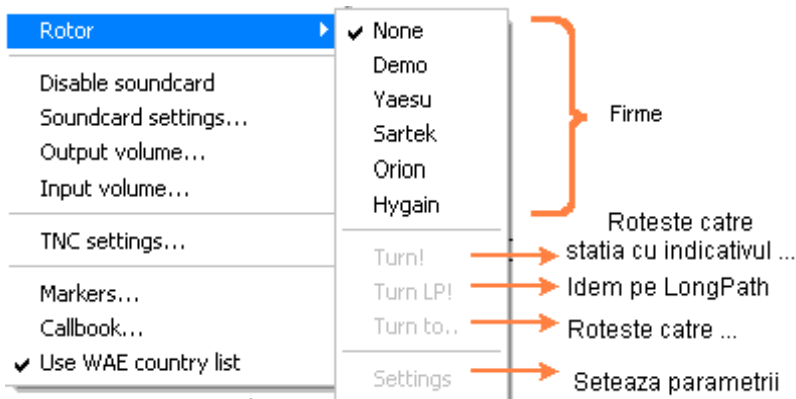 Rotor
Disable soundcard
Soundcard settings...
Output volume...
Input volume...
TNC settings...
Markers...
Callbook...
Use WAE country list
None
Demo
Yaesu
Sartek
Orion
Hygain
Turn!
Turn LP!
Turn to..
Settings
Firme
Roteste catre
statia cu indicativul ...
Idem pe LongPath
Roteste catre ...
Seteaza parametrii